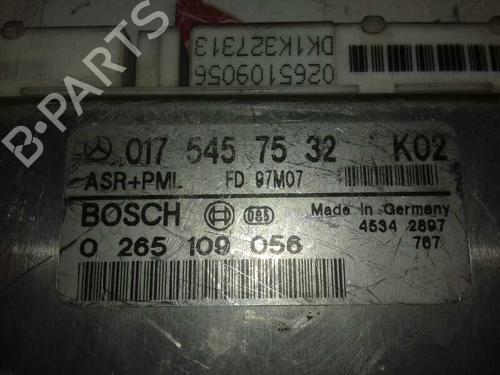 DK1K327313
0265109056
017 545 75 32 K02
ASR+PML FD 97M07
BOSCH 085 Made in Germany
0 265 109 056 4534 2897
767
B-PARTS